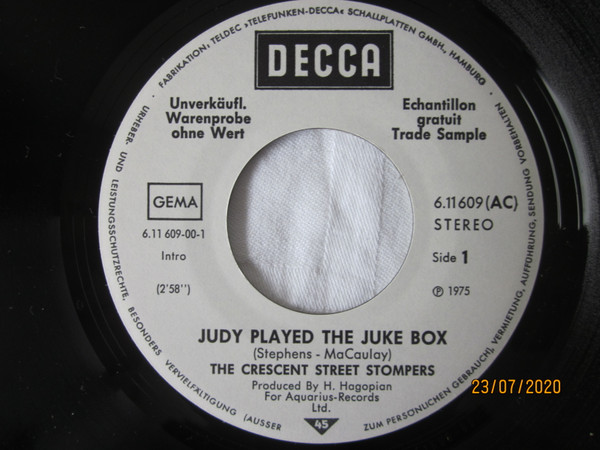 · FABRIKATION: TELDEC »TELEFUNKEN-DECCA« SCHALLPLATTEN GMBH., HAMBURG · URHEBER- UND LEISTUNGSSCHUTZRECHTE, BESONDERS VERVIELFÄLTIGUNG (AUSSER ZUM PERSÖNLICHEN GEBRAUCH), VERMIETUNG, AUFFÜHRUNG, SENDUNG VORBEHALTEN
DECCA
Unverkäufl.
Warenprobe
ohne Wert
Echantillon
gratuit
Trade Sample
GEMA
6.11 609-00-1
Intro
(2'58'')
6.11609 (AC)
STEREO
Side 1
Ⓟ 1975
JUDY PLAYED THE JUKE BOX
(Stephens - MaCaulay)
THE CRESCENT STREET STOMPERS
Produced By H. Hagopian
For Aquarius-Records
Ltd.
45
23/07/2020